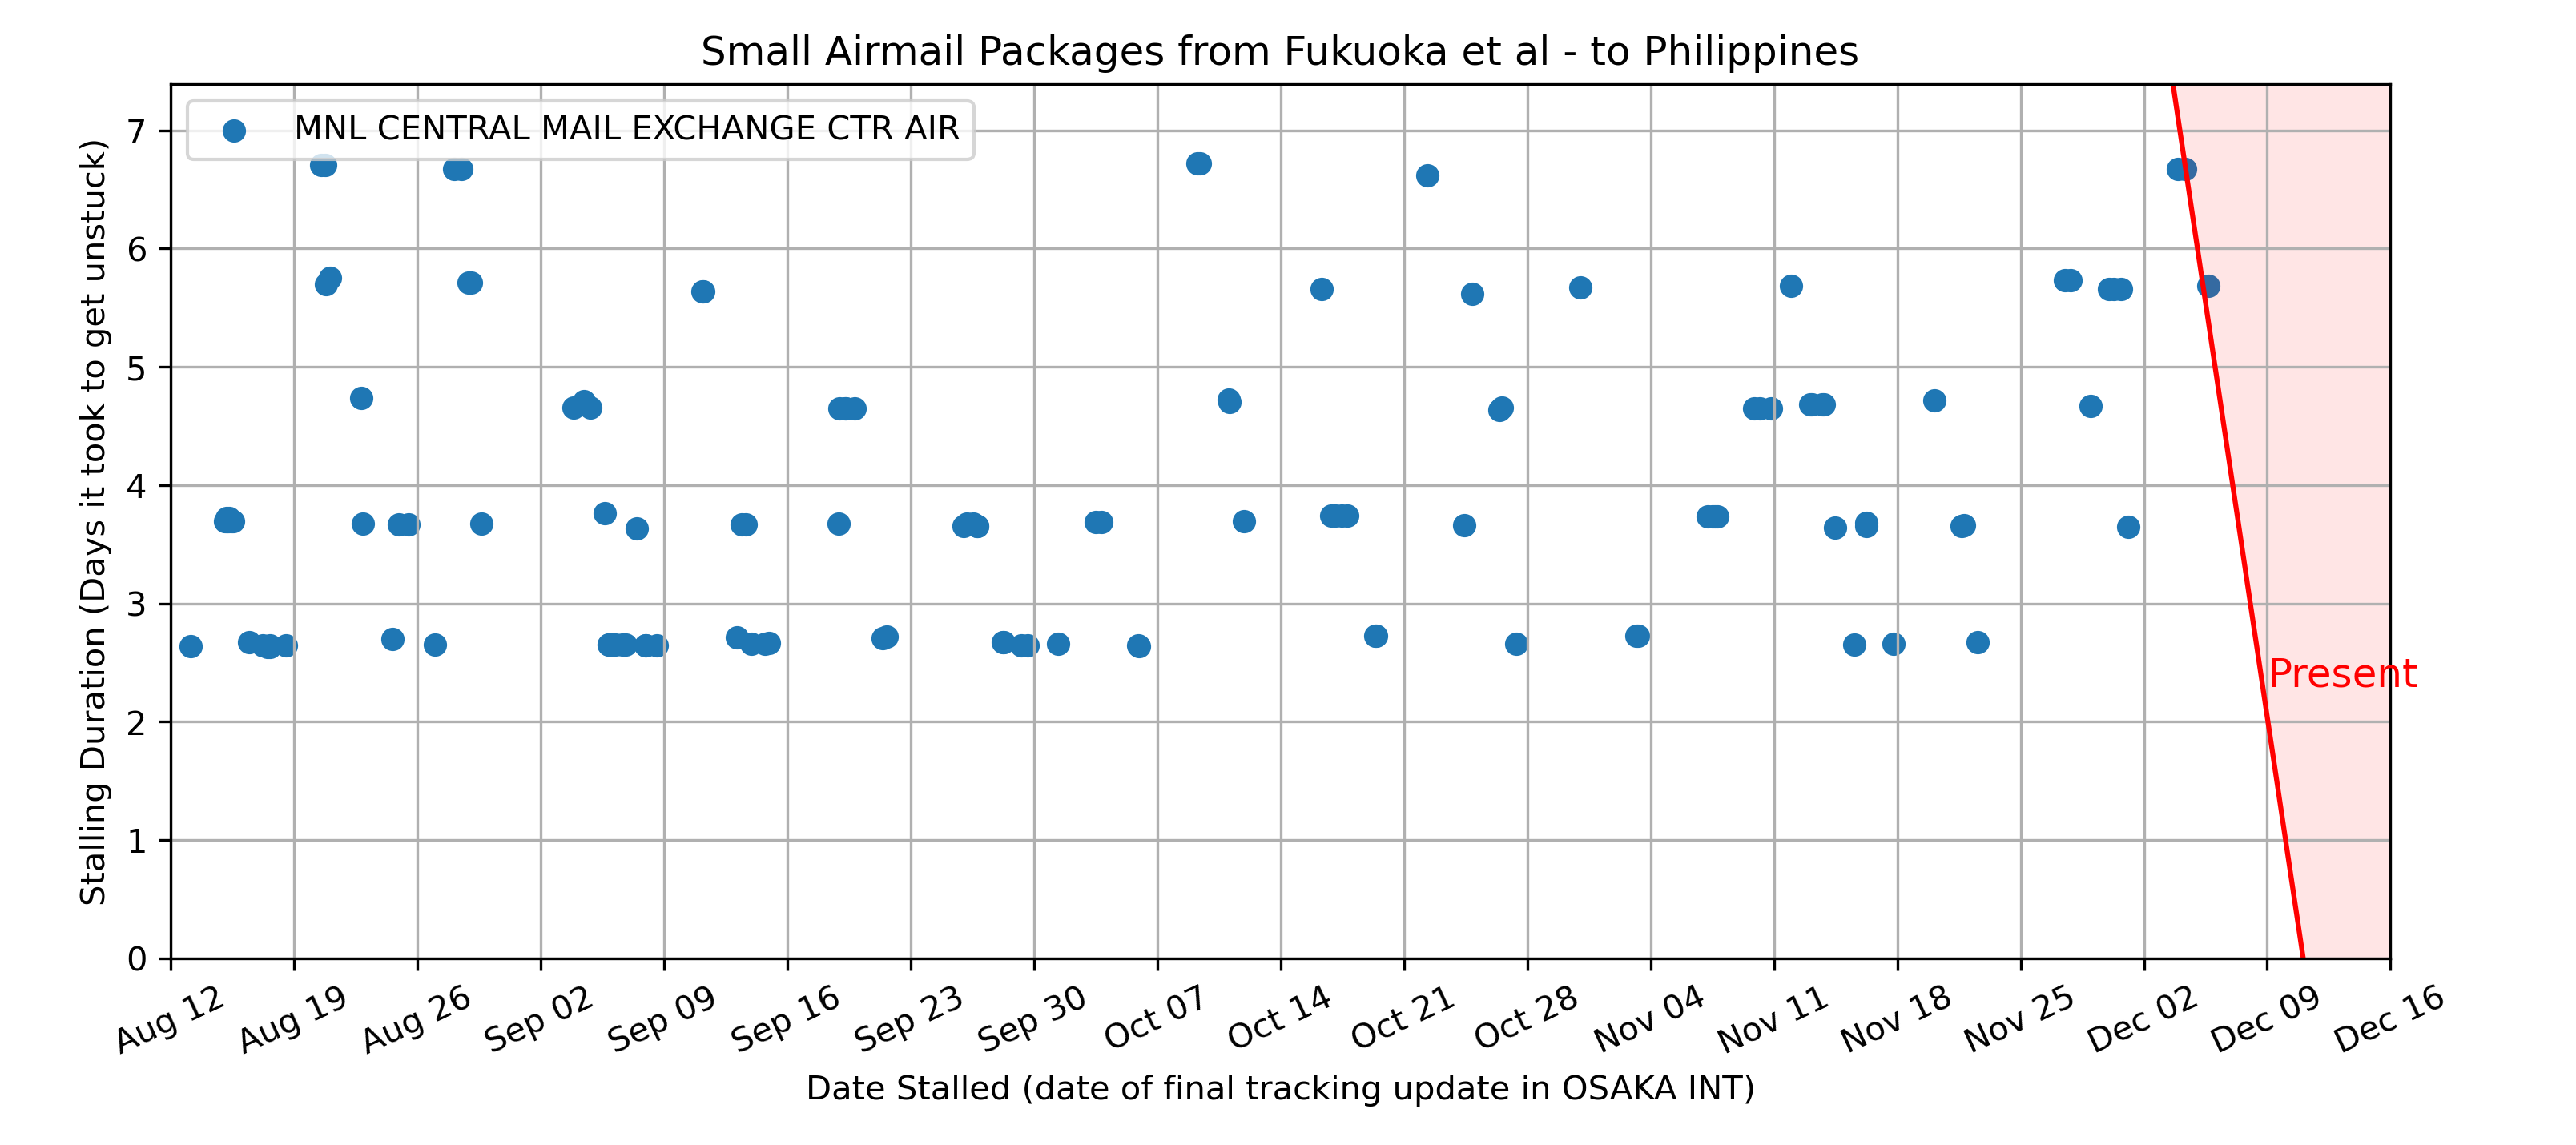 Small Airmail Packages from Fukuoka et al - to Philippines
MNL CENTRAL MAIL EXCHANGE CTR AIR
Stalling Duration (Days it took to get unstuck)
7
6
5
4
3
2
1
0
Present
Aug 12
Aug 19
Aug 26
Sep 02
Sep 09
Sep 16
Sep 23
Sep 30
Oct 07
Oct 14
Oct 21
Oct 28
Nov 04
Nov 11
Nov 18
Nov 25
Dec 02
Dec 09
Dec 16
Date Stalled (date of final tracking update in OSAKA INT)